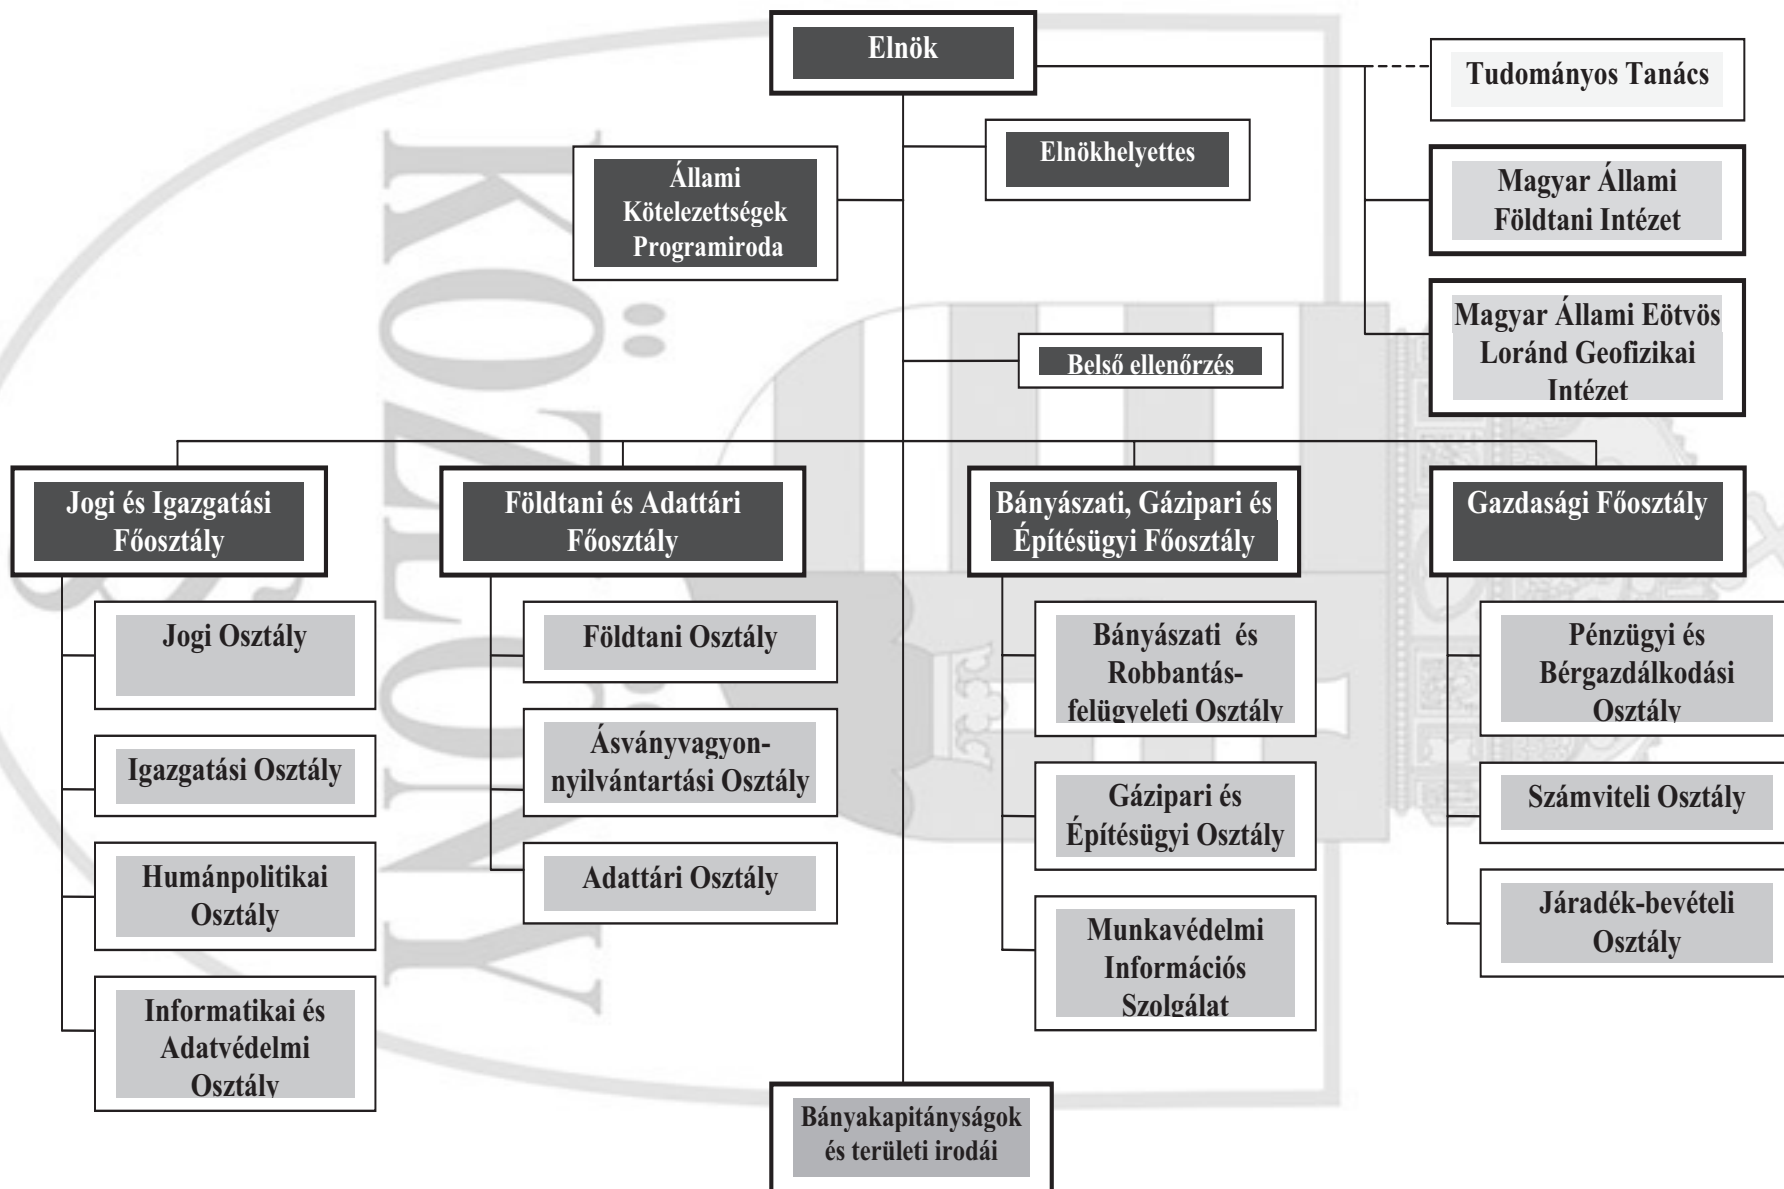 Elnök
Tudományos Tanács
Elnökhelyettes
Állami
Kötelezettségek
Programiroda
Magyar Állami
Földtani Intézet
Magyar Állami Eötvös
Loránd Geofizikai
Intézet
Belső ellenőrzés
Jogi és Igazgatási
Főosztály
Földtani és Adattári
Főosztály
Bányászati, Gázipari és
Építésügyi Főosztály
Gazdasági Főosztály
Jogi Osztály
Igazgatási Osztály
Humánpolitikai
Osztály
Informatikai és
Adatvédelmi
Osztály
Földtani Osztály
Ásványvagyon-
nyilvántartási Osztály
Adattári Osztály
Bányászati és
Robbantás-
felügyeleti Osztály
Gázipari és
Építésügyi Osztály
Munkavédelmi
Információs
Szolgálat
Pénzügyi és
Bérgazdálkodási
Osztály
Számviteli Osztály
Járadék-bevételi
Osztály
Bányakapitányságok
és területi irodái
KÖZLÖNY